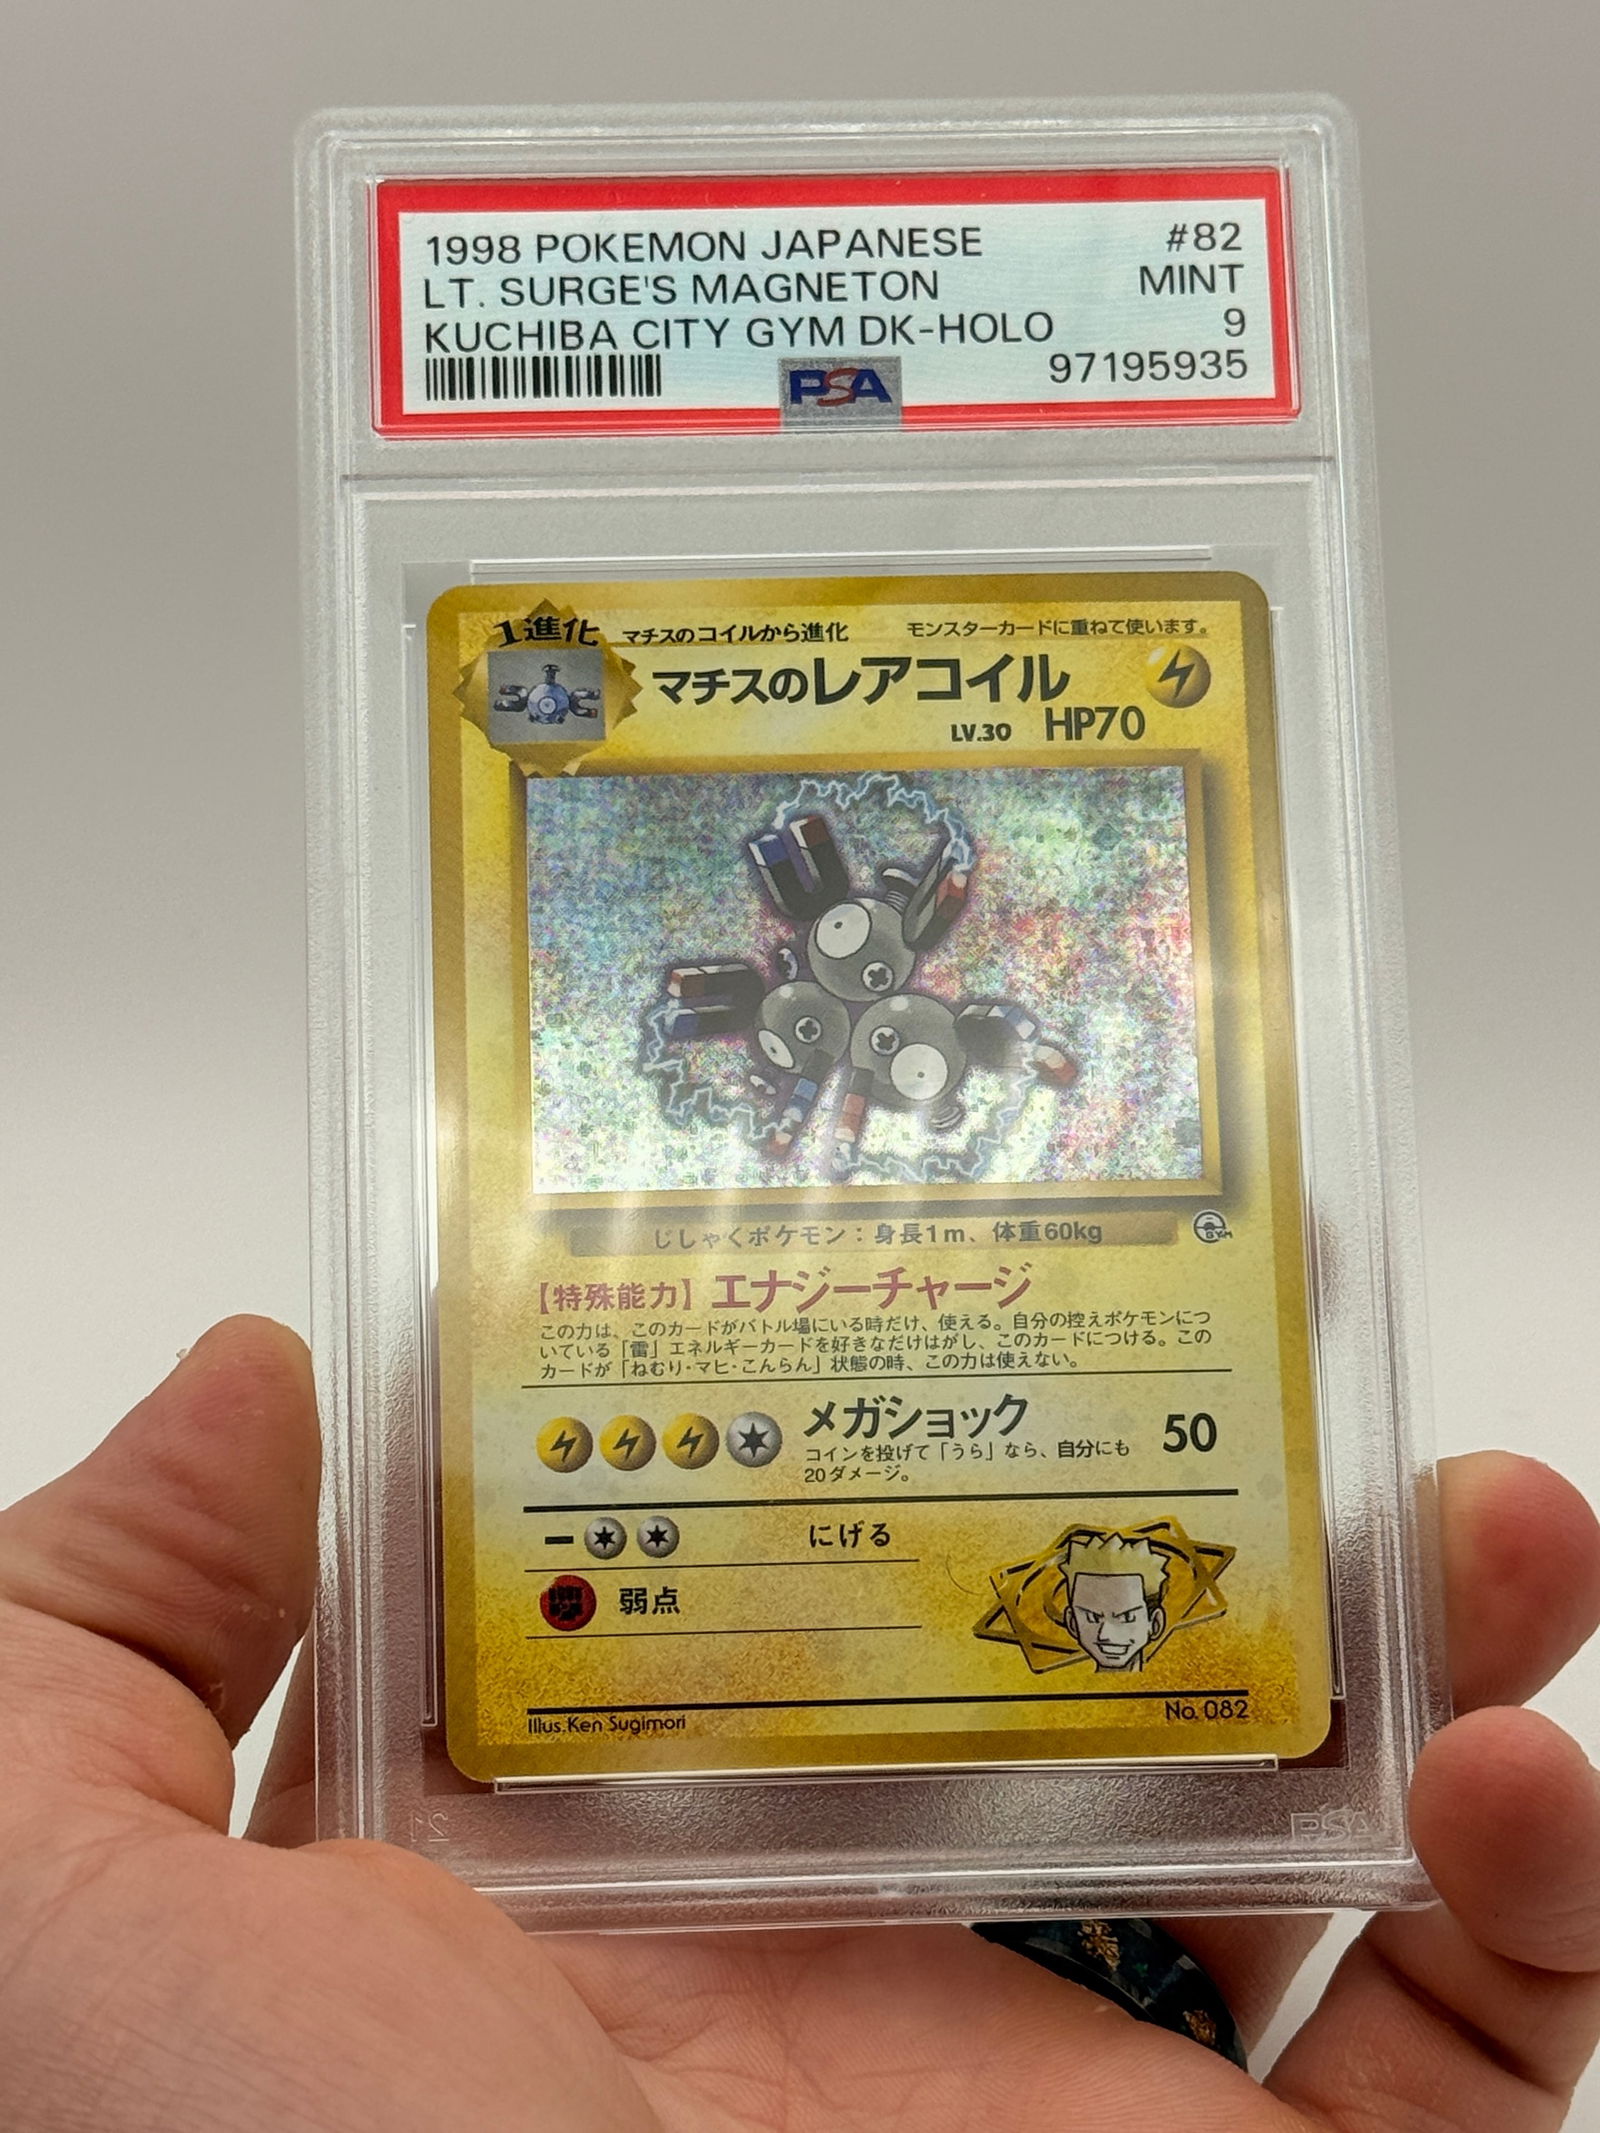 1998 POKEMON JAPANESE #82
LT. SURGE'S MAGNETON MINT
KUCHIBA CITY GYM DK-HOLO 9
PSA 97195935
1進化 マチスのコイルから進化 モンスターカードに重ねて使います。
マチスのレアコイル
LV.30 HP70
じしゃくポケモン：身長1m、体重60kg
GYM
【特殊能力】エナジーチャージ
この力は、このカードがバトル場にいる時だけ、使える。自分の控えポケモンにつ
いている「雷」エネルギーカードを好きなだけはがし、このカードにつける。この
カードが「ねむり・マヒ・こんらん」状態の時、この力は使えない。
メガショック 50
コインを投げて「うら」なら、自分にも
20ダメージ。
ー にげる
弱点
Illus.Ken Sugimori No. 082
PSA